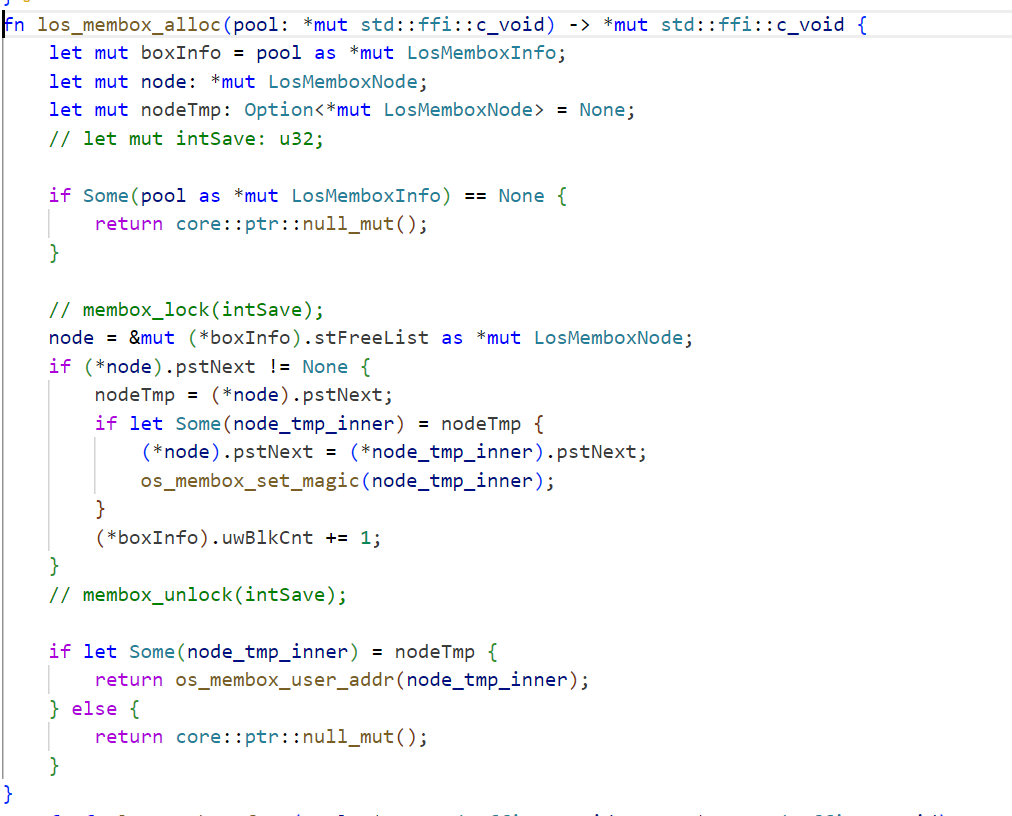 fn los_membox_alloc(pool: *mut std::ffi::c_void) -> *mut std::ffi::c_void {
    let mut boxInfo = pool as *mut LosMemboxInfo;
    let mut node: *mut LosMemboxNode;
    let mut nodeTmp: Option<*mut LosMemboxNode> = None;
    // let mut intSave: u32;

    if Some(pool as *mut LosMemboxInfo) == None {
        return core::ptr::null_mut();
    }

    // membox_lock(intSave);
    node = &mut (*boxInfo).stFreeList as *mut LosMemboxNode;
    if (*node).pstNext != None {
        nodeTmp = (*node).pstNext;
        if let Some(node_tmp_inner) = nodeTmp {
            (*node).pstNext = (*node_tmp_inner).pstNext;
            os_membox_set_magic(node_tmp_inner);
        }
        (*boxInfo).uwBlkCnt += 1;
    }
    // membox_unlock(intSave);

    if let Some(node_tmp_inner) = nodeTmp {
        return os_membox_user_addr(node_tmp_inner);
    } else {
        return core::ptr::null_mut();
    }
}